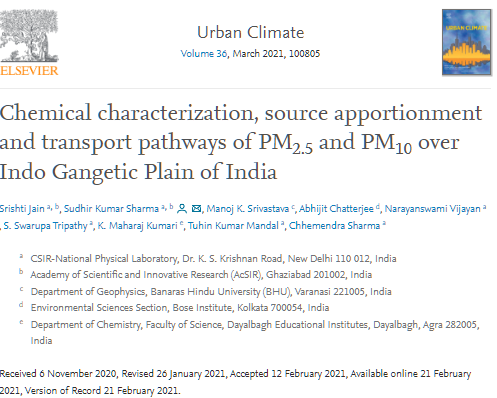 Urban Climate
URBAN CLIMATE
Volume 36, March 2021, 100805
ELSEVIER
Chemical characterization, source apportionment
and transport pathways of PM2.5 and PM10 over
Indo Gangetic Plain of India
Srishti Jain a, b, Sudhir Kumar Sharma a, b, Manoj K. Srivastava c, Abhijit Chatterjee d, Narayanswami Vijayan a
, S. Swarupa Tripathy a, K. Maharaj Kumari e, Tuhin Kumar Mandal a, Chhemendra Sharma a
a CSIR-National Physical Laboratory, Dr. K. S. Krishnan Road, New Delhi 110 012, India
b Academy of Scientific and Innovative Research (AcSIR), Ghaziabad 201002, India
c Department of Geophysics, Banaras Hindu University (BHU), Varanasi 221005, India
d Environmental Sciences Section, Bose Institute, Kolkata 700054, India
e Department of Chemistry, Faculty of Science, Dayalbagh Educational Institutes, Dayalbagh, Agra 282005,
India
Received 6 November 2020, Revised 26 January 2021, Accepted 12 February 2021, Available online 21 February
2021, Version of Record 21 February 2021.